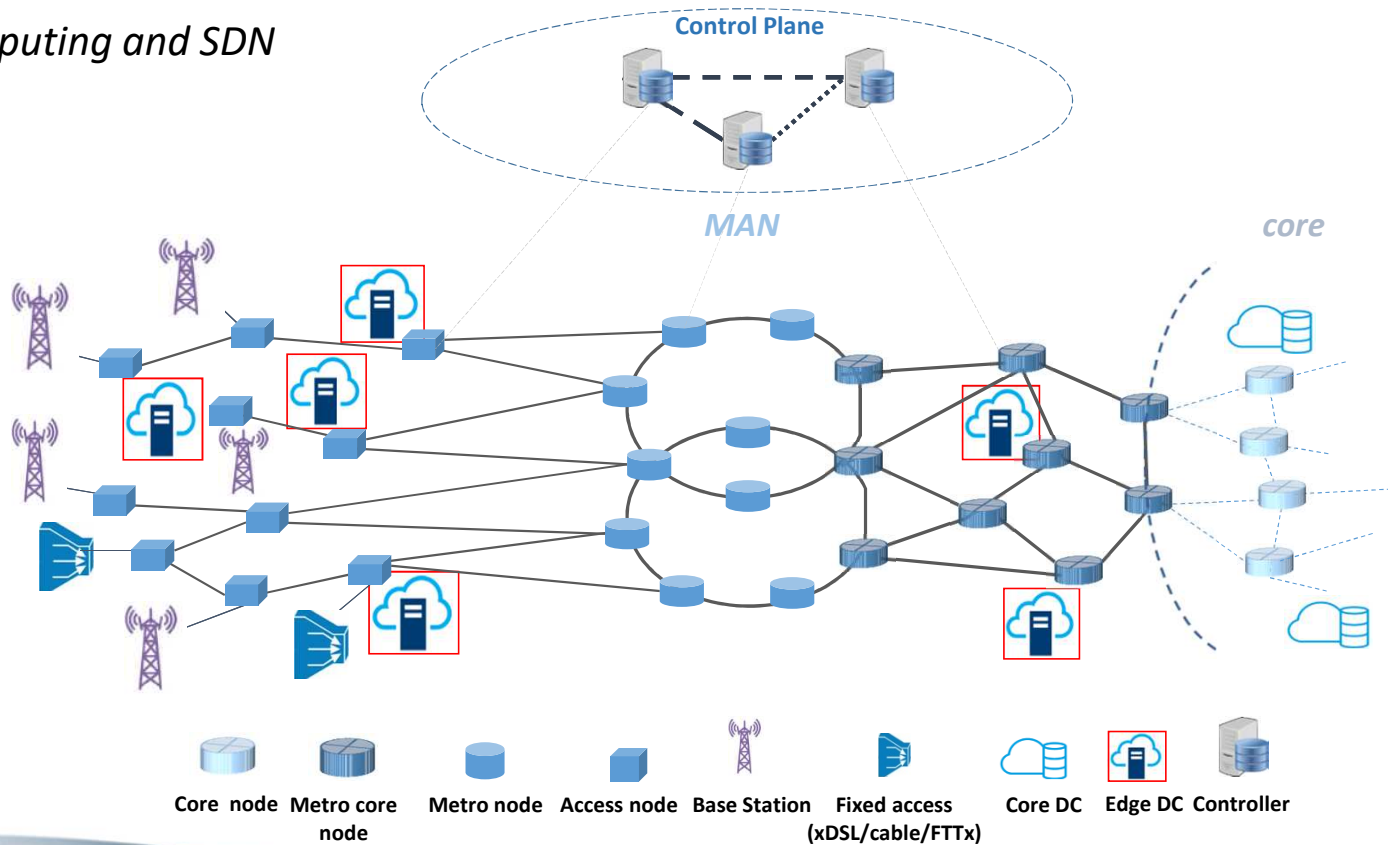 puting and SDN
Control Plane
MAN
core
Core node
Metro core
node
Metro node
Access node
Base Station
Fixed access
(xDSL/cable/FTTx)
Core DC
Edge DC
Controller